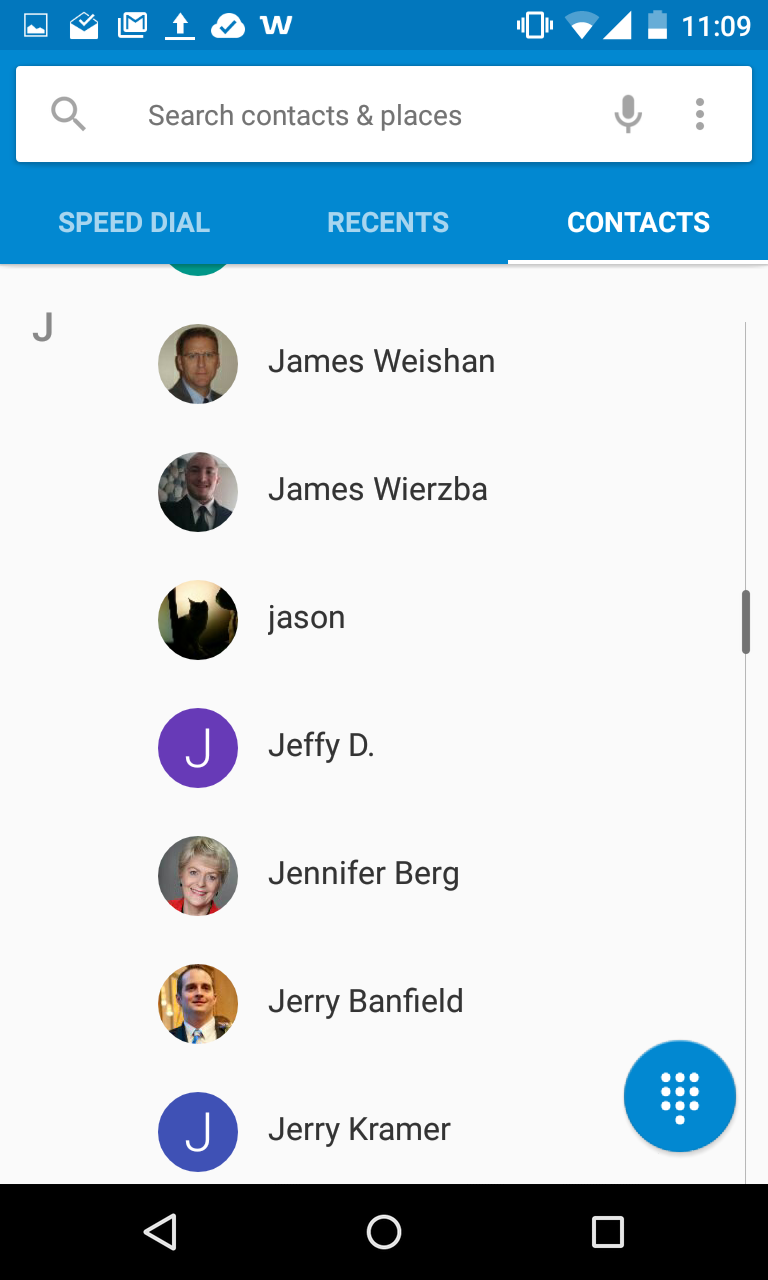 W 11:09
Search contacts & places
SPEED DIAL RECENTS CONTACTS
J
James Weishan
James Wierzba
jason
J Jeffy D.
Jennifer Berg
Jerry Banfield
J Jerry Kramer